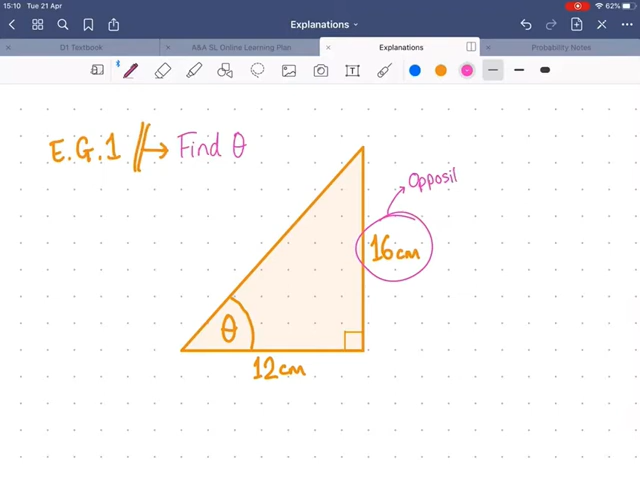 15:10 Tue 21 Apr 62%
Explanations
D1 Textbook A&A SL Online Learning Plan Explanations Probability Notes
E.G.1 Find θ
Opposit
16cm
θ
12cm